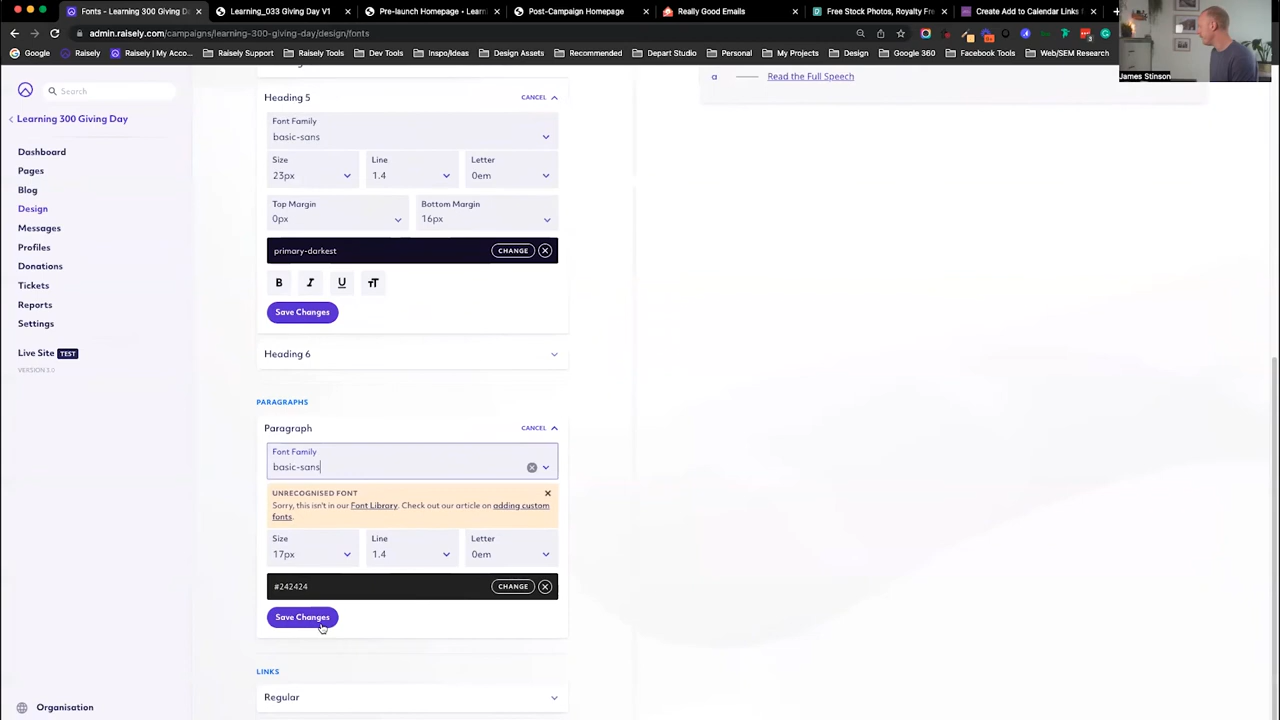 Fonts - Learning 300 Giving Da
Learning_033 Giving Day V1
Pre-launch Homepage - Learnin
Post-Campaign Homepage
Really Good Emails
Free Stock Photos, Royalty Fre
Create Add to Calendar Links
admin.raisely.com/campaigns/learning-300-giving-day/design/fonts
Google
Raisely
Raisely | My Acco...
Raisely Support
Raisely Tools
Dev Tools
Inspo/Ideas
Design Assets
Recommended
Depart Studio
Personal
My Projects
Design
Google 360
Facebook Tools
Web/SEM Research
James Stinson
Search
Learning 300 Giving Day
Dashboard
Pages
Blog
Design
Messages
Profiles
Donations
Tickets
Reports
Settings
Live Site TEST
VERSION 3.0
Organisation
Heading 5
CANCEL
Font Family
basic-sans
Size
Line
Letter
23px
1.4
0em
Top Margin
Bottom Margin
0px
16px
primary-darkest
CHANGE
B I U TT
Save Changes
Heading 6
PARAGRAPHS
Paragraph
CANCEL
Font Family
basic-sans
UNRECOGNISED FONT
Sorry, this isn't in our Font Library. Check out our article on adding custom
fonts.
Size
Line
Letter
17px
1.4
0em
#242424
CHANGE
Save Changes
LINKS
Regular
a
Read the Full Speech